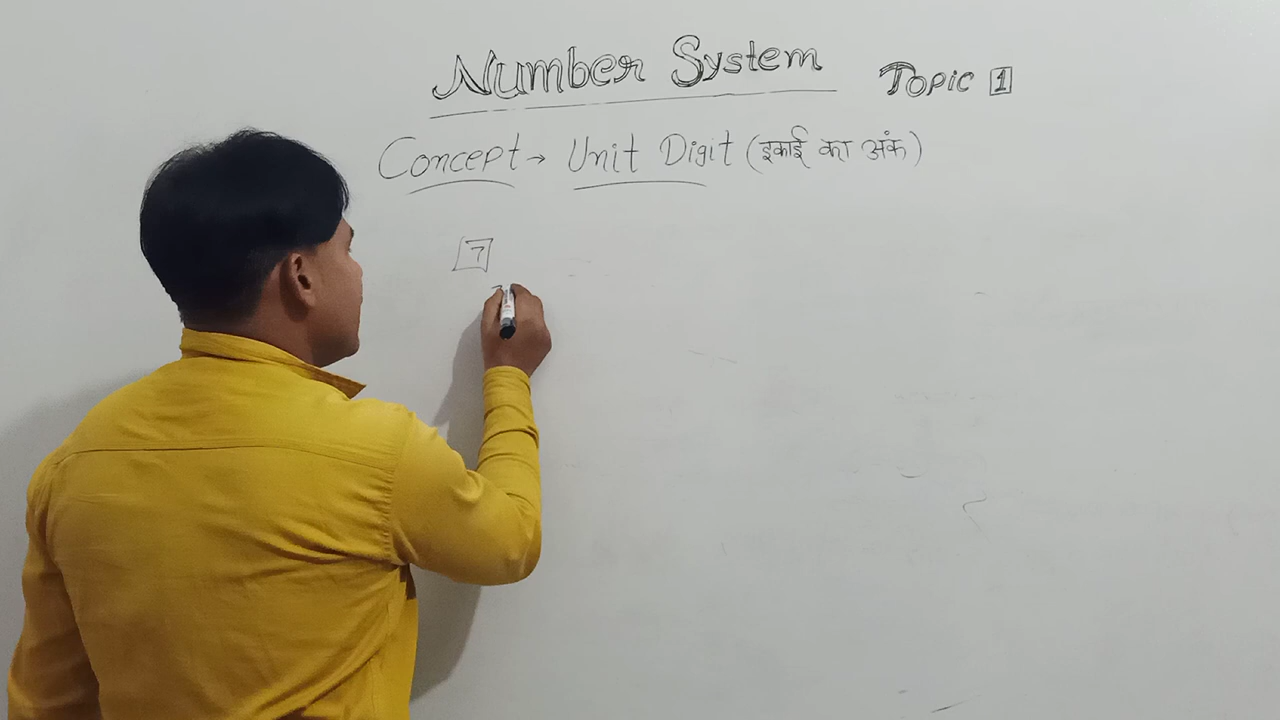 Number System Topic 1
Concept → Unit Digit (इकाई का अंक)
7